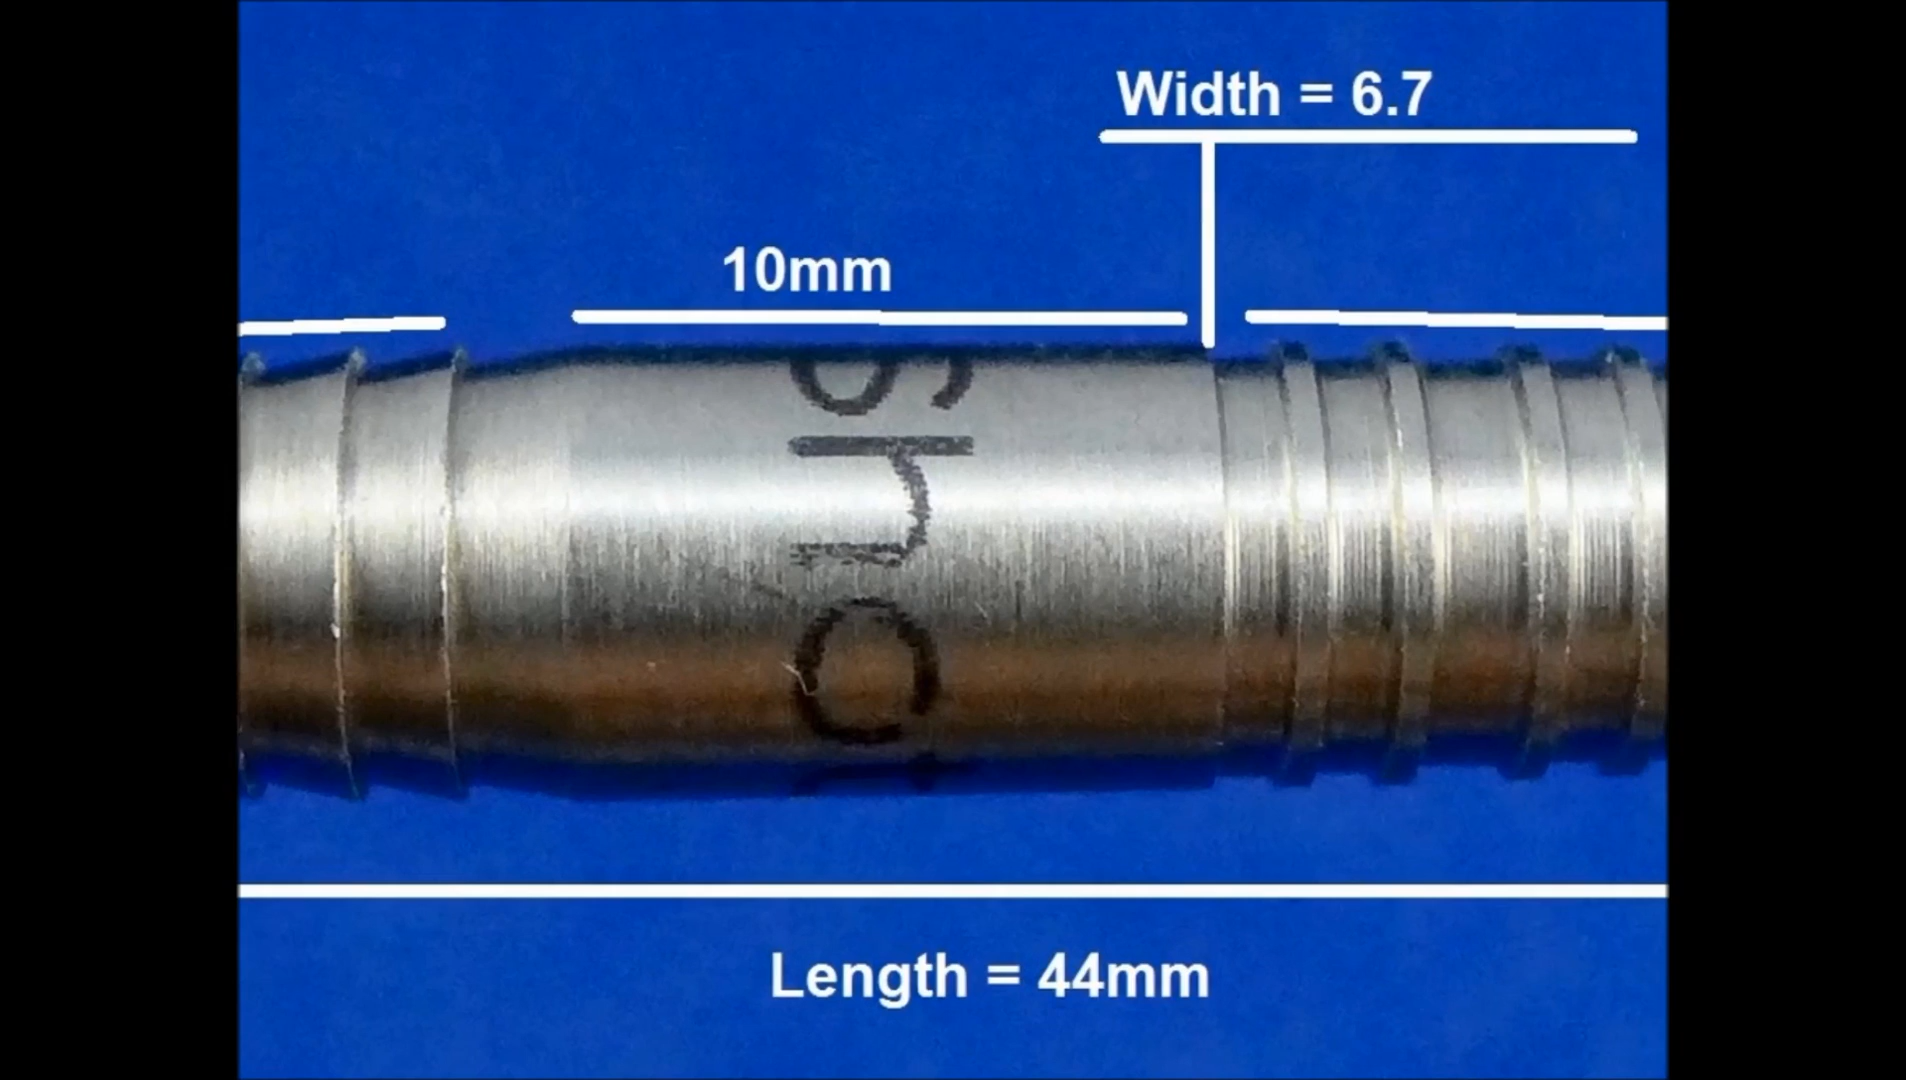 Width = 6.7
10mm
Length = 44mm